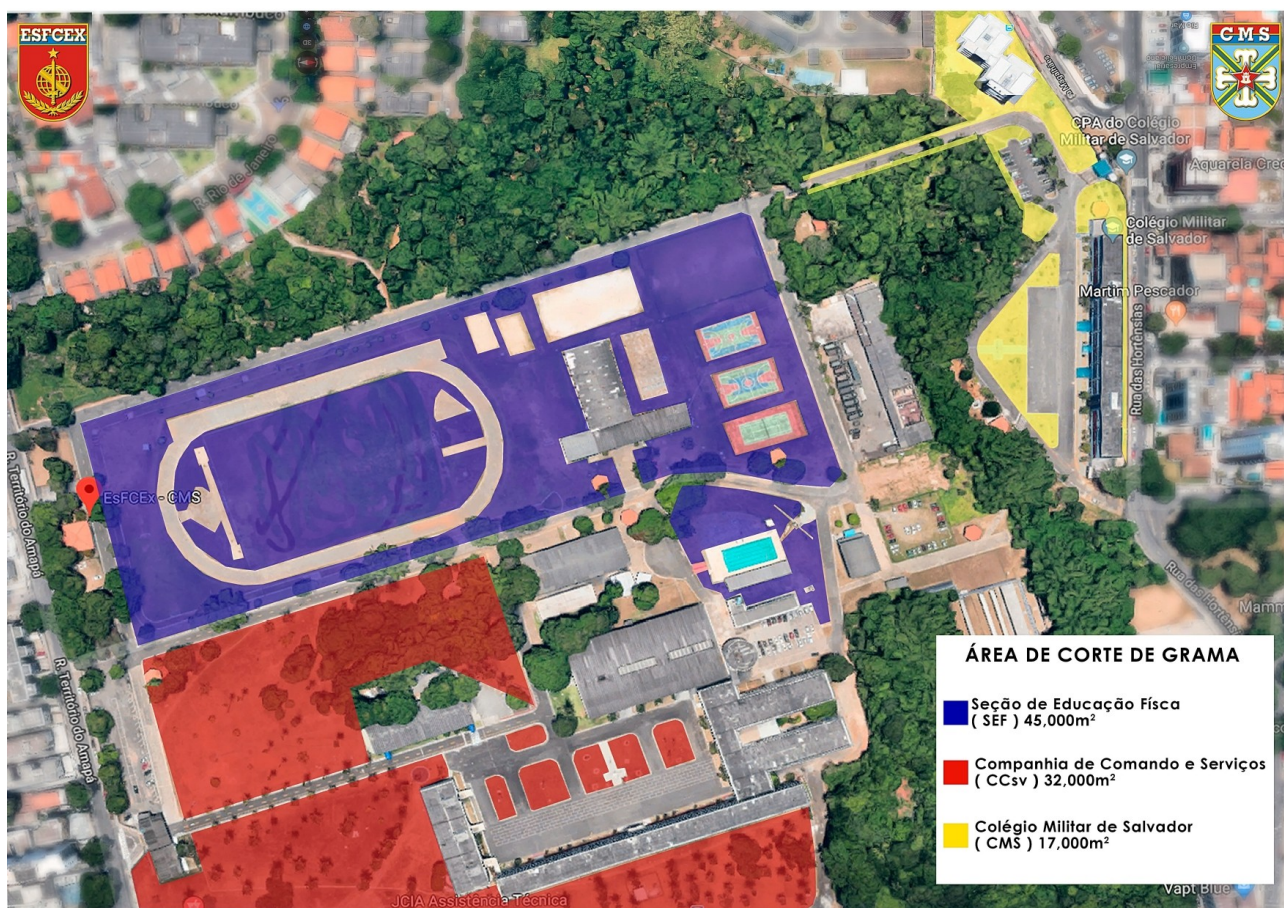 ESFCEX
CMS
R. Rio de Janeiro
CPA do Colégio
Militar de Salvador
Aquarela
Colégio Militar
de Salvador
Martim Pescador
Rua das Hortênsias
EsFCEx - CMS
R. Território do Amapá
R. Território do Amapá
Rua das Hortêns
Mamm
ÁREA DE CORTE DE GRAMA
Seção de Educação Físca
( SEF ) 45,000m²
Companhia de Comando e Serviços
( CCsv ) 32,000m²
Colégio Militar de Salvador
( CMS ) 17,000m²
JCIA Assistência Técnica
Vapt Blue